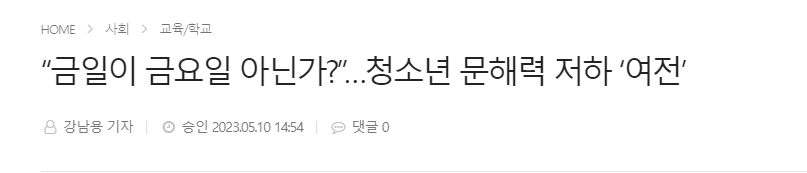 HOME > 사회 > 교육/학교
“금일이 금요일 아닌가?”…청소년 문해력 저하 ‘여전’
강남용 기자 | 승인 2023.05.10 14:54 | 댓글 0